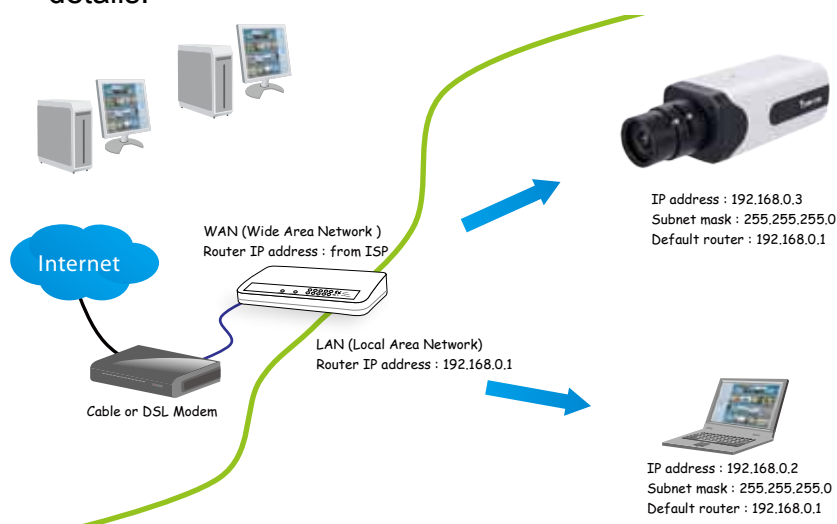 details.
WAN (Wide Area Network )
Router IP address : from ISP
Internet
LAN (Local Area Network)
Router IP address : 192.168.0.1
Cable or DSL Modem
IP address : 192.168.0.3
Subnet mask : 255.255.255.0
Default router : 192.168.0.1
IP address : 192.168.0.2
Subnet mask : 255.255.255.0
Default router : 192.168.0.1